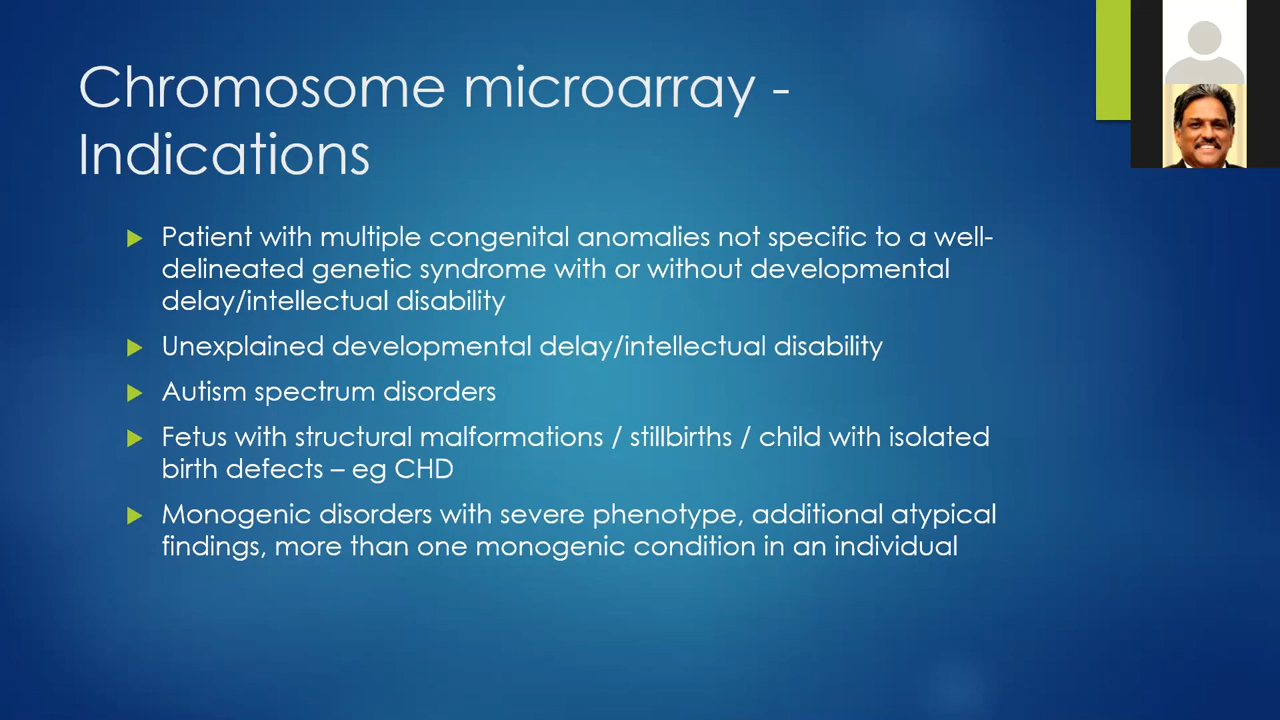 Chromosome microarray -
Indications
Patient with multiple congenital anomalies not specific to a well-
delineated genetic syndrome with or without developmental
delay/intellectual disability
Unexplained developmental delay/intellectual disability
Autism spectrum disorders
Fetus with structural malformations / stillbirths / child with isolated
birth defects – eg CHD
Monogenic disorders with severe phenotype, additional atypical
findings, more than one monogenic condition in an individual